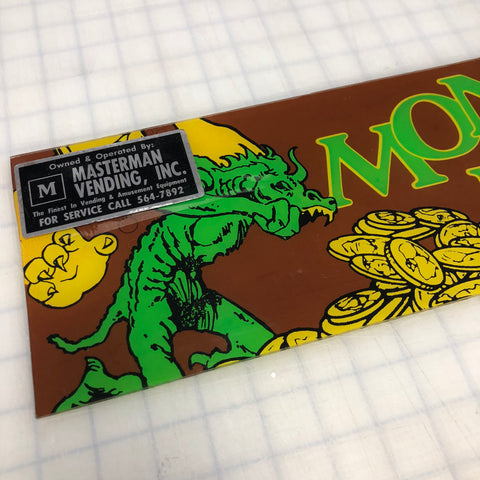 Owned & Operated By:
M
MASTERMAN
VENDING, INC.
The Finest In Vending & Amusement Equipment
FOR SERVICE CALL 564-7892
MON